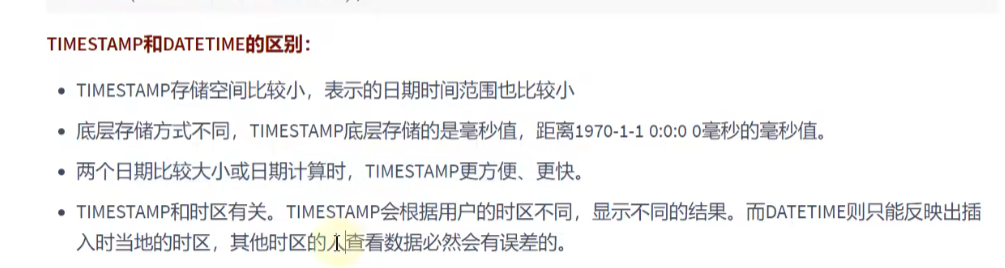 TIMESTAMP和DATETIME的区别：
TIMESTAMP存储空间比较小，表示的日期时间范围也比较小
底层存储方式不同，TIMESTAMP底层存储的是毫秒值，距离1970-1-1 0:0:0 0毫秒的毫秒值。
两个日期比较大小或日期计算时，TIMESTAMP更方便、更快。
TIMESTAMP和时区有关。TIMESTAMP会根据用户的时区不同，显示不同的结果。而DATETIME则只能反映出插
入时当地的时区，其他时区的人查看数据必然会有误差的。